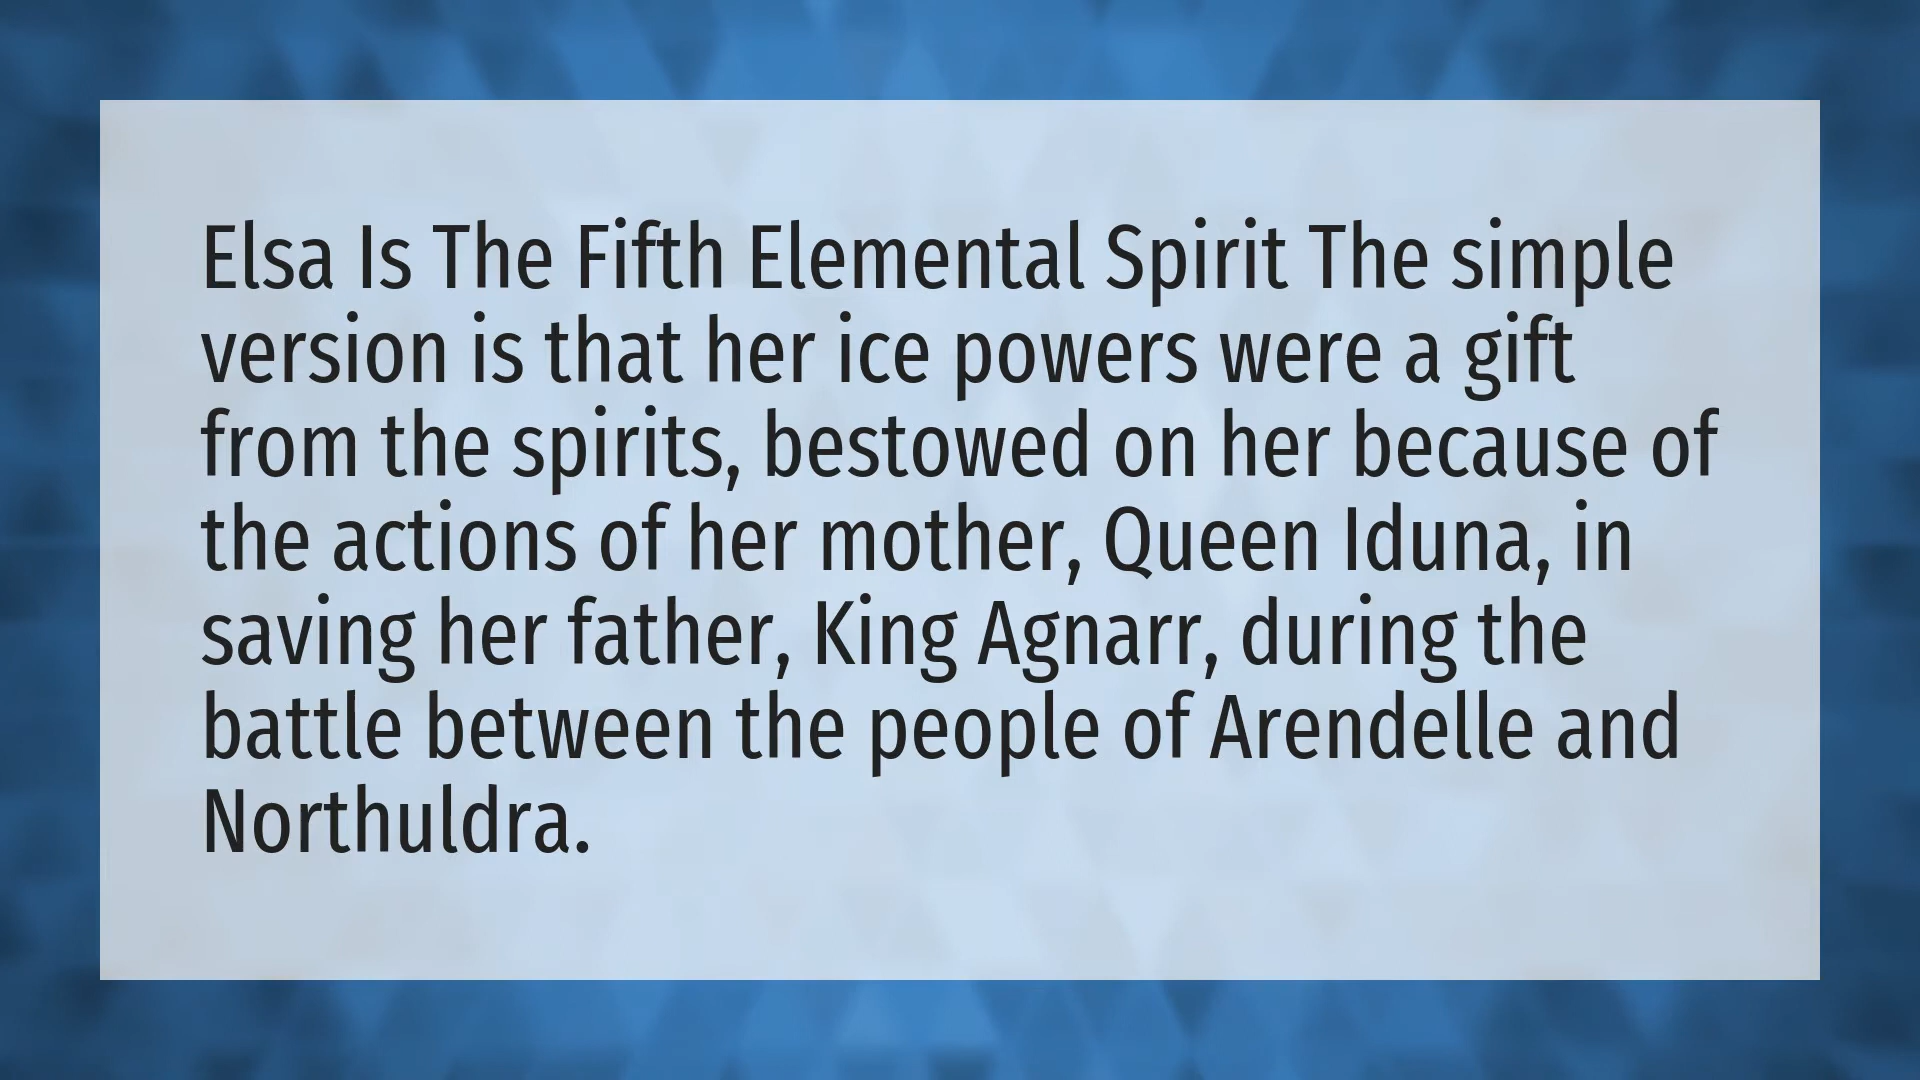 Elsa Is The Fifth Elemental Spirit The simple
version is that her ice powers were a gift
from the spirits, bestowed on her because of
the actions of her mother, Queen Iduna, in
saving her father, King Agnarr, during the
battle between the people of Arendelle and
Northuldra.